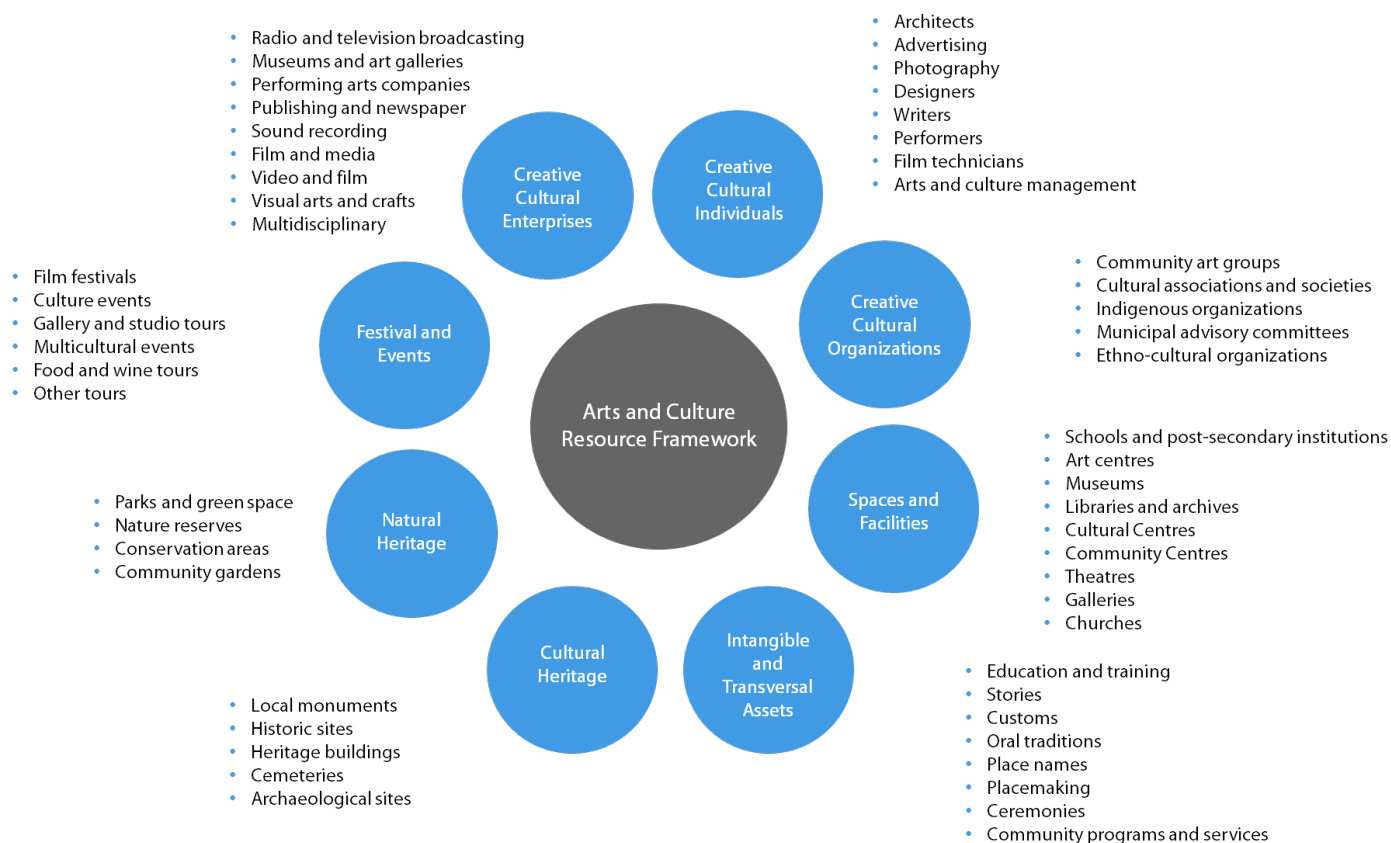 Arts and Culture
Resource Framework
Creative
Cultural
Enterprises
• Radio and television broadcasting
• Museums and art galleries
• Performing arts companies
• Publishing and newspaper
• Sound recording
• Film and media
• Video and film
• Visual arts and crafts
• Multidisciplinary
Creative
Cultural
Individuals
• Architects
• Advertising
• Photography
• Designers
• Writers
• Performers
• Film technicians
• Arts and culture management
Creative
Cultural
Organizations
• Community art groups
• Cultural associations and societies
• Indigenous organizations
• Municipal advisory committees
• Ethno-cultural organizations
Spaces and
Facilities
• Schools and post-secondary institutions
• Art centres
• Museums
• Libraries and archives
• Cultural Centres
• Community Centres
• Theatres
• Galleries
• Churches
Intangible
and
Transversal
Assets
• Education and training
• Stories
• Customs
• Oral traditions
• Place names
• Placemaking
• Ceremonies
• Community programs and services
Cultural
Heritage
• Local monuments
• Historic sites
• Heritage buildings
• Cemeteries
• Archaeological sites
Natural
Heritage
• Parks and green space
• Nature reserves
• Conservation areas
• Community gardens
Festival and
Events
• Film festivals
• Culture events
• Gallery and studio tours
• Multicultural events
• Food and wine tours
• Other tours